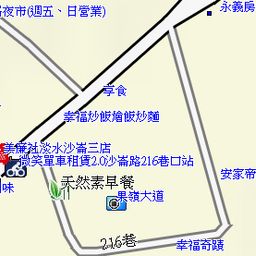 夜市(週五、日營業)
永義房
享食
幸福炒飯燴飯炒麵
美廉社淡水沙崙三店
微笑單車租賃2.0沙崙路216巷口站
味
天然素早餐
果嶺大道
安家帝
216巷
幸福奇蹟